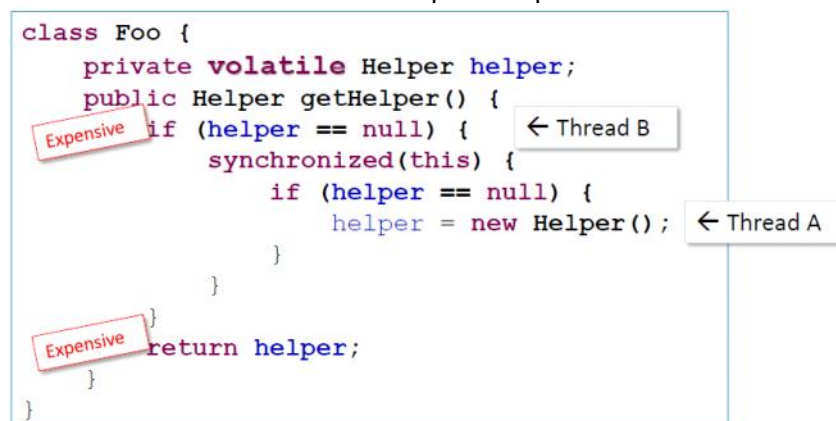 class Foo {
private volatile Helper helper;
public Helper getHelper() {
Expensive if (helper == null) { ← Thread B
synchronized(this) {
if (helper == null) {
helper = new Helper(); ← Thread A
}
}
}
Expensive return helper;
}
}